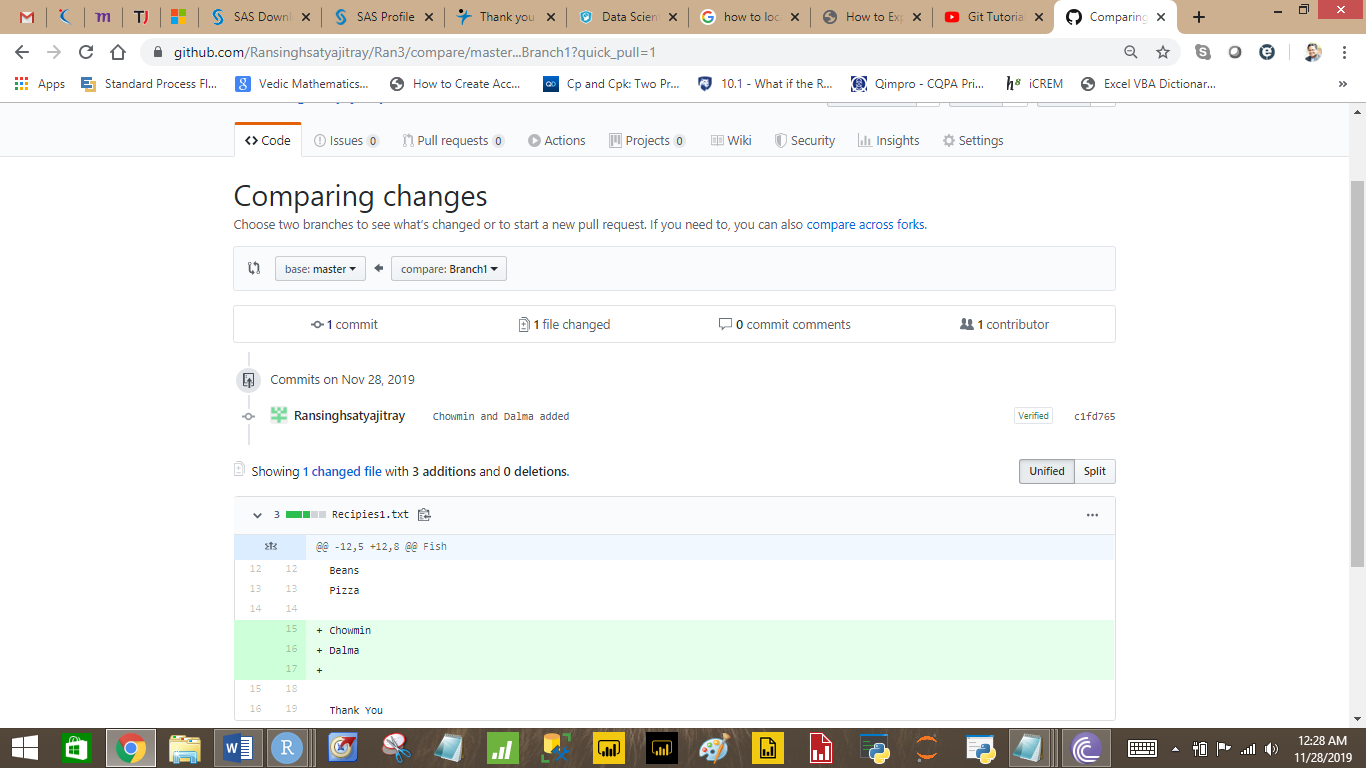 SAS Downl
SAS Profile
Thank you
Data Scien
how to loc
How to Exp
Git Tutoria
Comparing
github.com/Ransinghsatyajitray/Ran3/compare/master...Branch1?quick_pull=1
Apps
Standard Process Fl...
Vedic Mathematics...
How to Create Acc...
Cp and Cpk: Two Pr...
10.1 - What if the R...
Qimpro - CQPA Pri...
iCREM
Excel VBA Dictionar...
»
<> Code
Issues 0
Pull requests 0
Actions
Projects 0
Wiki
Security
Insights
Settings
Comparing changes
Choose two branches to see what's changed or to start a new pull request. If you need to, you can also compare across forks.
base: master
compare: Branch1
1 commit
1 file changed
0 commit comments
1 contributor
Commits on Nov 28, 2019
Ransinghsatyajitray Chowmin and Dalma added Verified c1fd765
Showing 1 changed file with 3 additions and 0 deletions.
Unified Split
3 Recipies1.txt ...
@@ -12,5 +12,8 @@ Fish
12 12 Beans
13 13 Pizza
14 14
15 + Chowmin
16 + Dalma
17 +
15 18
16 19 Thank You
12:28 AM
11/28/2019